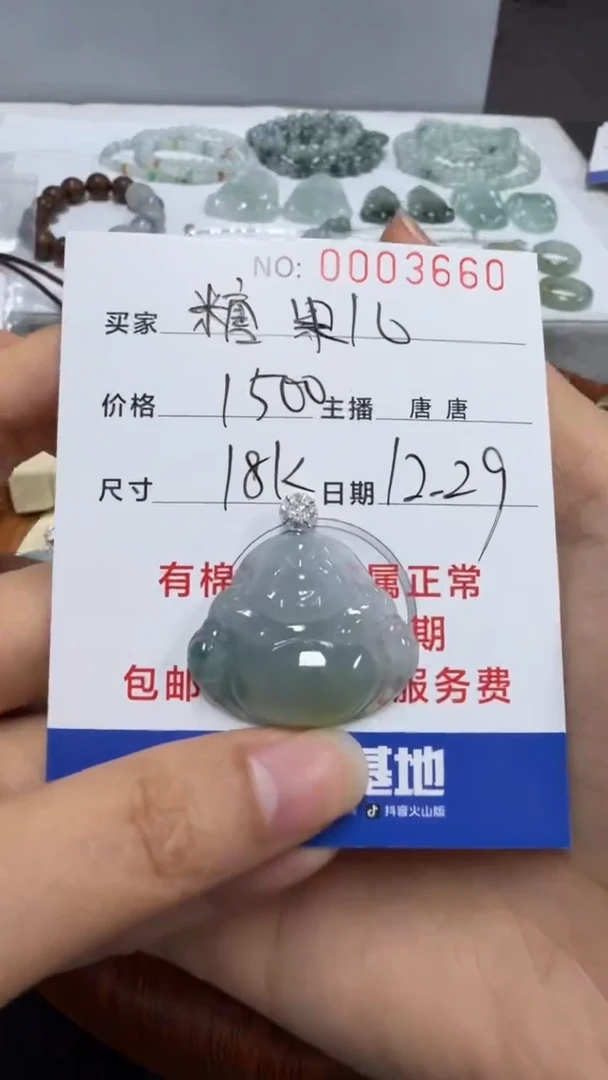 NO: 0003660
买家 糖果儿
价格 1500 主播 唐唐
尺寸 18K 日期 12.29
有棉 属正常
期
包邮 服务费
基地
抖音火山版